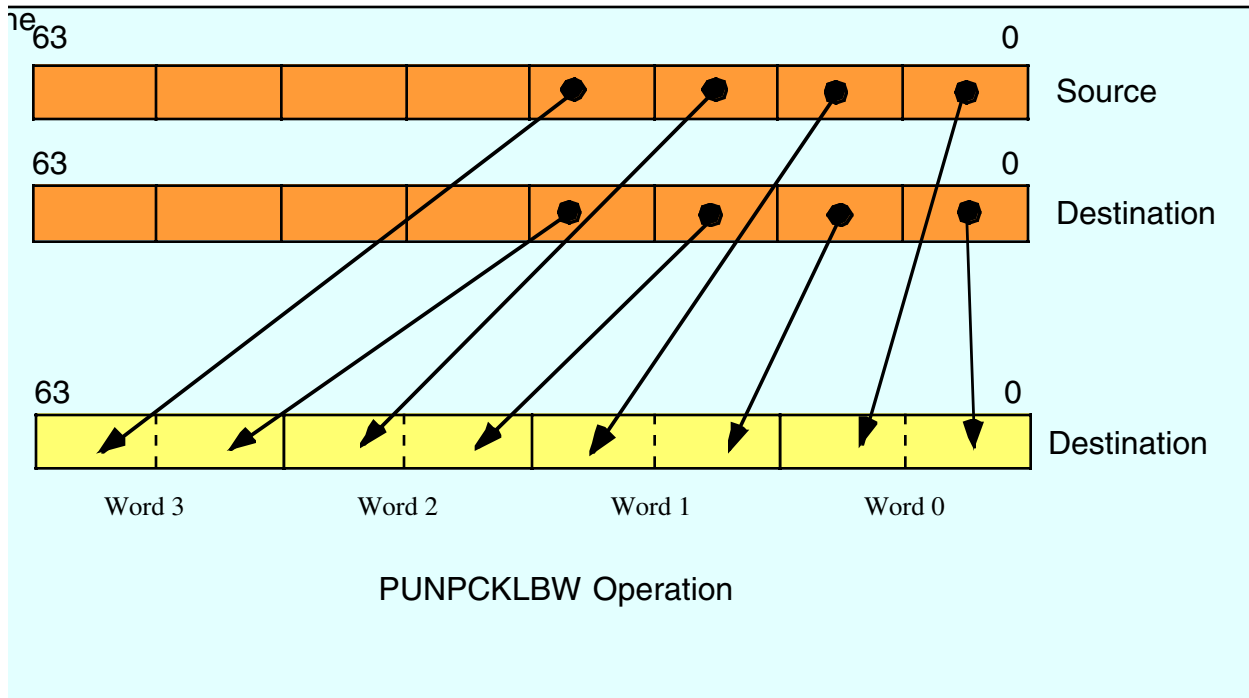 ne
63 0
Source
63 0
Destination
63 0
Destination
Word 3 Word 2 Word 1 Word 0
PUNPCKLBW Operation